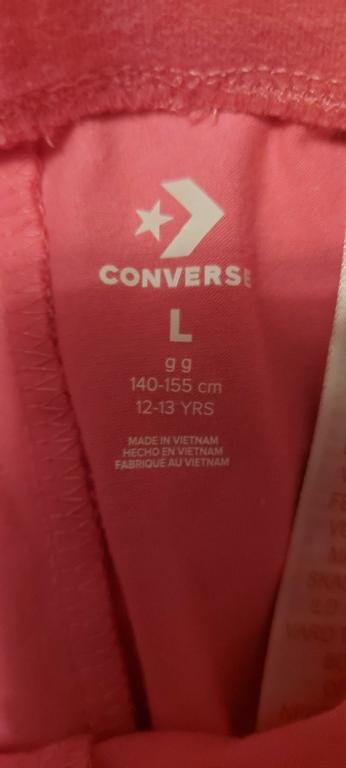 CONVERSE
L
g g
140-155 cm
12-13 YRS
MADE IN VIETNAM
HECHO EN VIETNAM
FABRIQUE AU VIETNAM